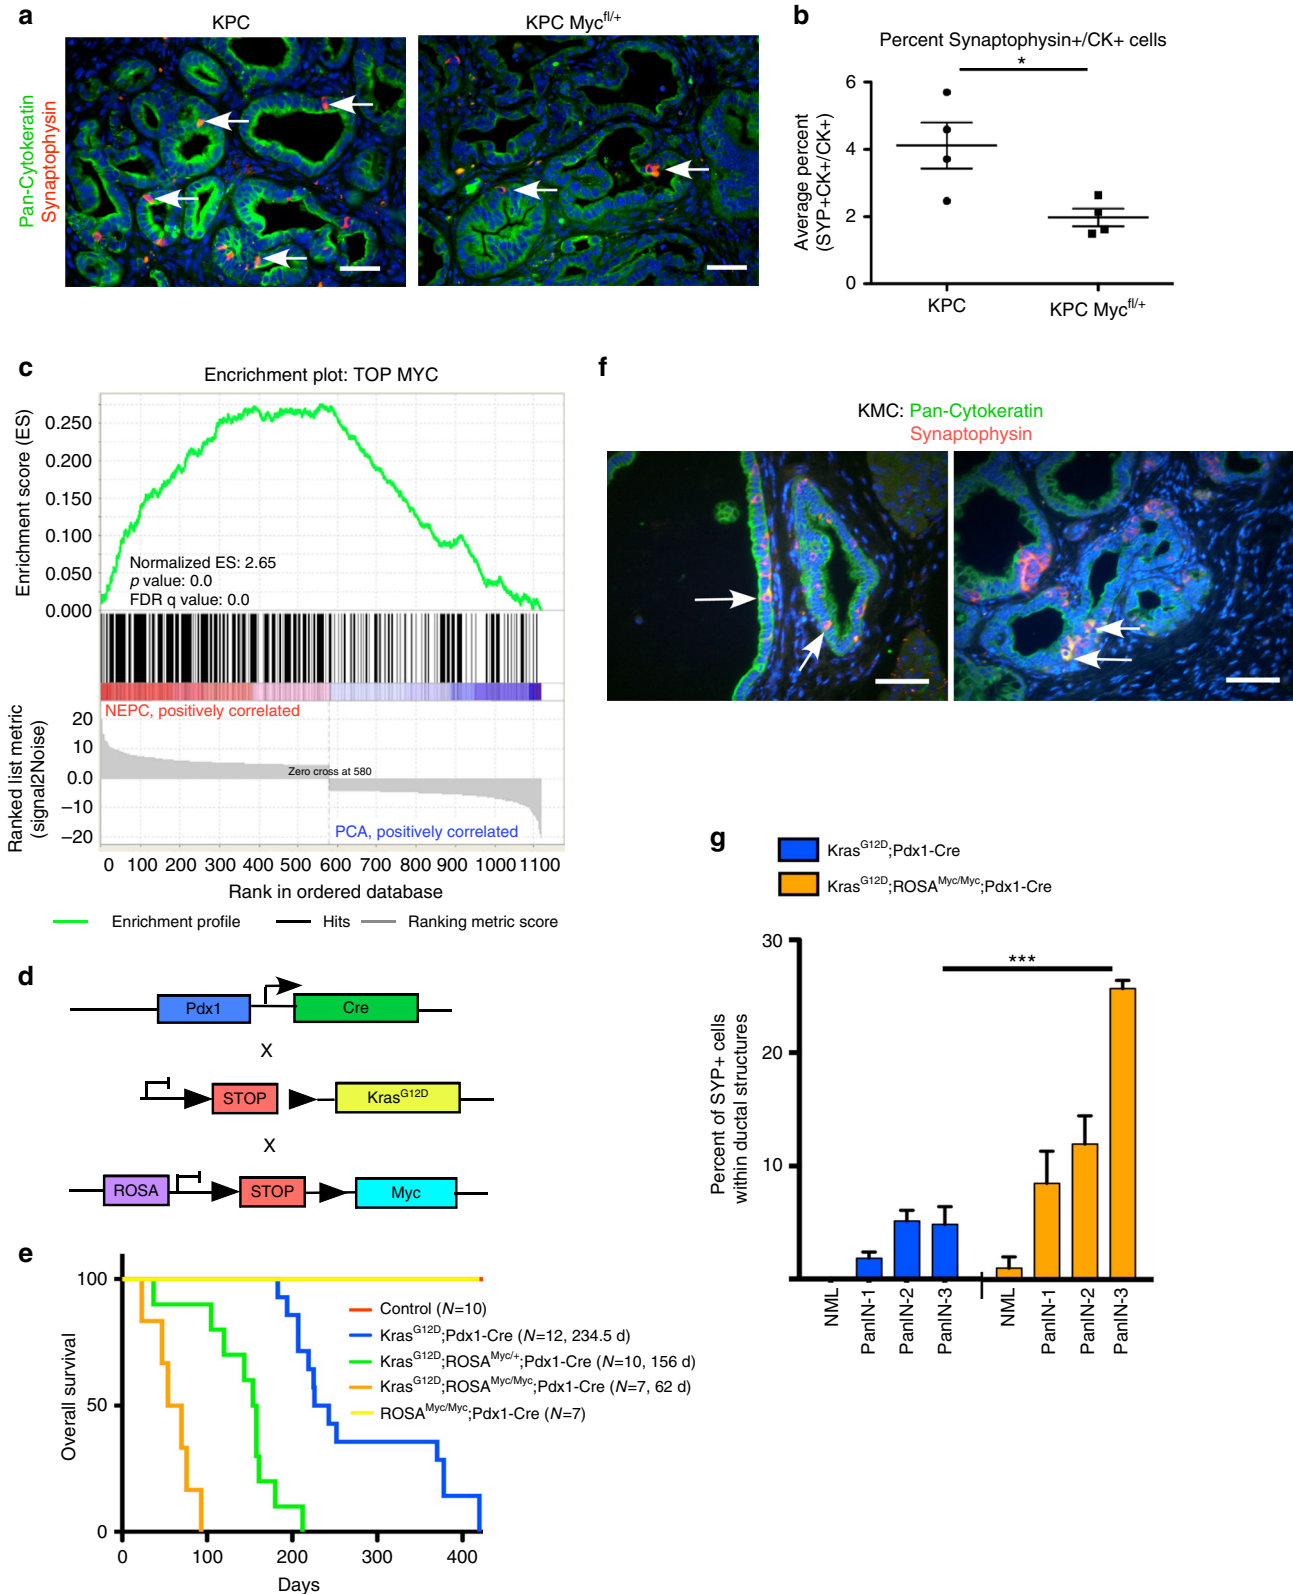 a
KPC
KPC Myc^fl/+
Pan-Cytokeratin
Synaptophysin
b
Percent Synaptophysin+/CK+ cells
*
Average percent
(SYP+CK+/CK+)
6
4
2
0
KPC
KPC Myc^fl/+
c
Encrichment plot: TOP MYC
Enrichment score (ES)
0.250
0.200
0.150
0.100
0.050
0.000
Normalized ES: 2.65
p value: 0.0
FDR q value: 0.0
NEPC, positively correlated
Ranked list metric
(signal2Noise)
20
10
0.0
−10
−20
Zero cross at 580
PCA, positively correlated
0 100 200 300 400 500 600 700 800 900 1000 1100
Rank in ordered database
Enrichment profile
Hits
Ranking metric score
d
Pdx1
Cre
X
STOP
Kras^G12D
X
ROSA
STOP
Myc
e
Overall survival
100
50
0
0 100 200 300 400
Days
Control (N=10)
Kras^G12D;Pdx1-Cre (N=12, 234.5 d)
Kras^G12D;ROSA^Myc/+;Pdx1-Cre (N=10, 156 d)
Kras^G12D;ROSA^Myc/Myc;Pdx1-Cre (N=7, 62 d)
ROSA^Myc/Myc;Pdx1-Cre (N=7)
f
KMC: Pan-Cytokeratin
Synaptophysin
g
Kras^G12D;Pdx1-Cre
Kras^G12D;ROSA^Myc/Myc;Pdx1-Cre
Percent of SYP+ cells
within ductal structures
30
20
10
***
NML
PanIN-1
PanIN-2
PanIN-3
NML
PanIN-1
PanIN-2
PanIN-3